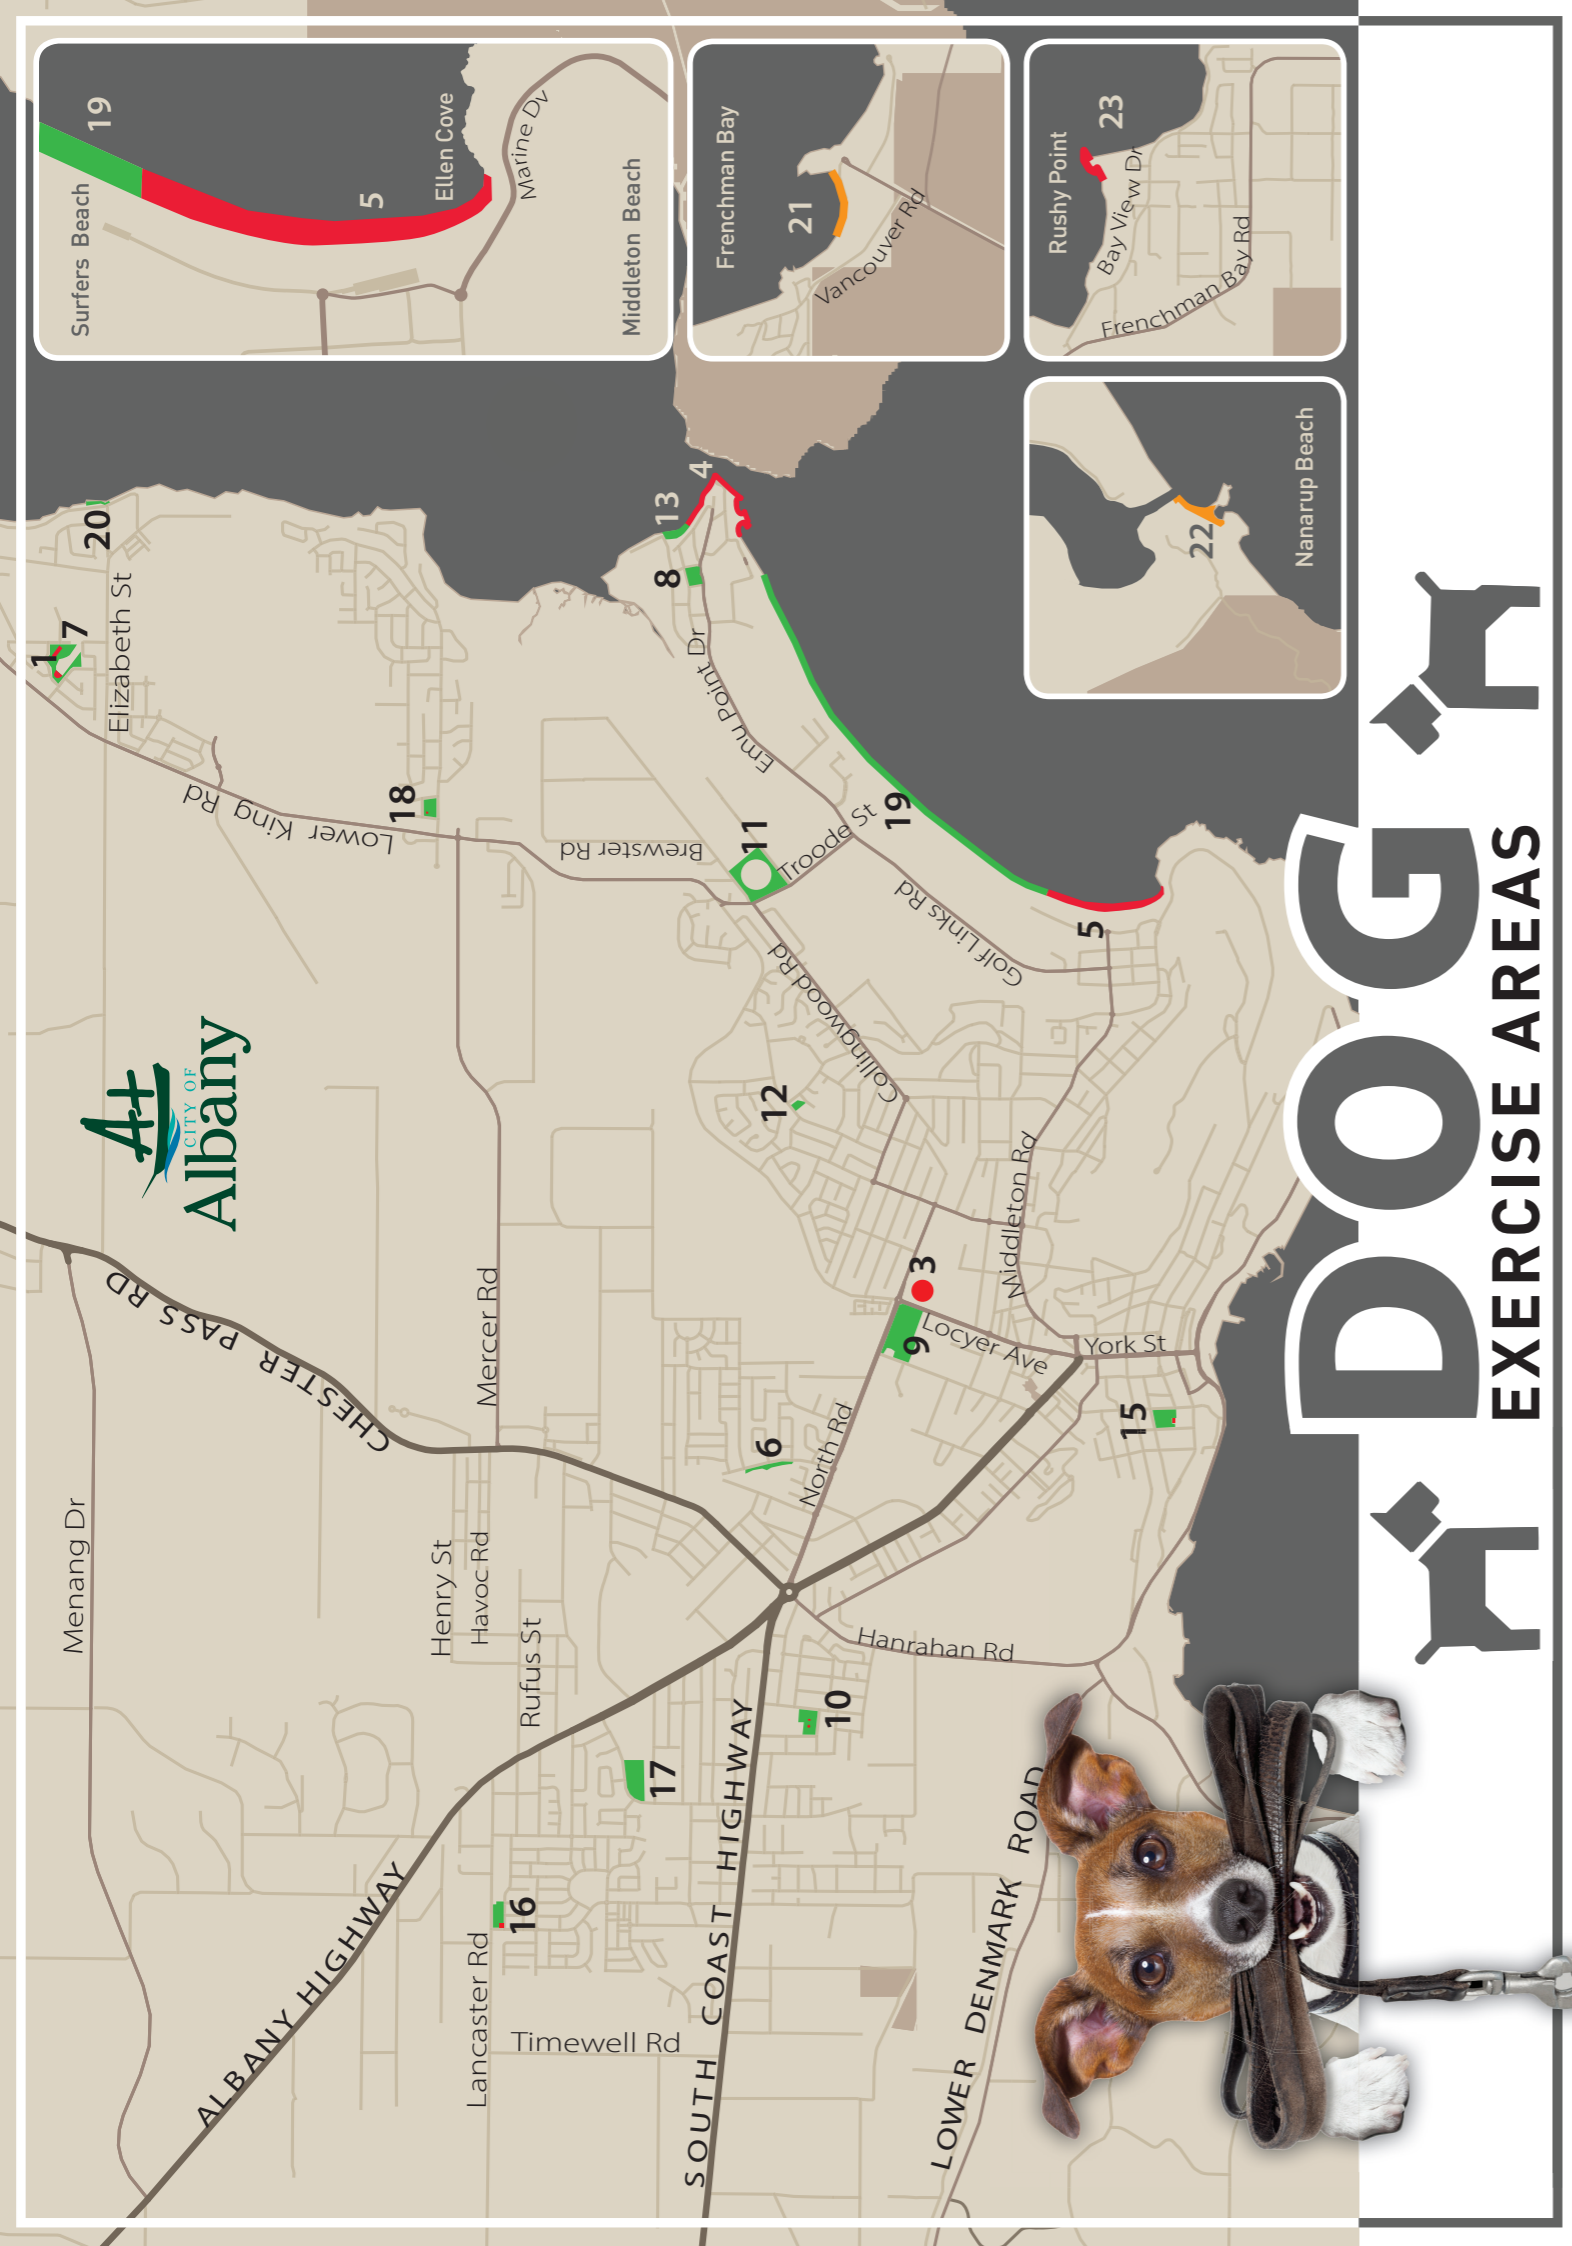 DOG
EXERCISE AREAS
CITY OF
Albany
ALBANY HIGHWAY
SOUTH COAST HIGHWAY
LOWER DENMARK ROAD
CHESTER PASS RD
Menang Dr
Lancaster Rd
Timewell Rd
Henry St
Havoc Rd
Rufus St
Mercer Rd
Hanrahan Rd
North Rd
Locyer Ave
York St
Middleton Rd
Collingwood Rd
Golf Links Rd
Troode St
Emu Point Dr
Brewster Rd
Lower King Rd
Elizabeth St
16
17
10
6
15
9
3
12
5
19
11
18
8
13
4
1
7
20
Surfers Beach
19
5
Ellen Cove
Marine Dv
Middleton Beach
Frenchman Bay
21
Vancouver Rd
Rushy Point
23
Bay View Dr
Frenchman Bay Rd
22
Nanarup Beach